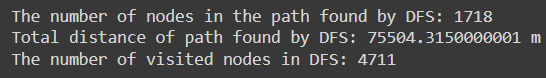 The number of nodes in the path found by DFS: 1718
Total distance of path found by DFS: 75504.3150000001 m
The number of visited nodes in DFS: 4711